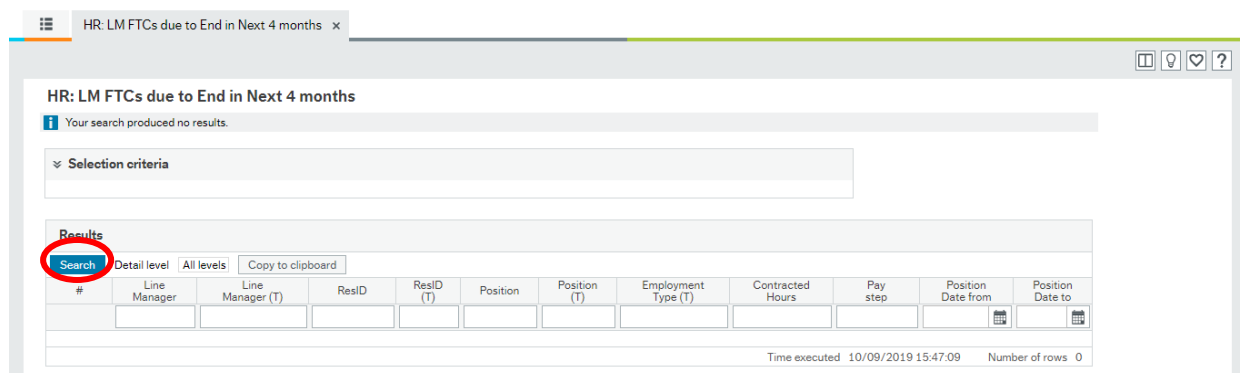 HR: LM FTCs due to End in Next 4 months ×
?
HR: LM FTCs due to End in Next 4 months
i Your search produced no results.
Selection criteria
Results
Search Detail level All levels Copy to clipboard
# Line Manager Line Manager (T) ResID ResID (T) Position Position (T) Employment Type (T) Contracted Hours Pay step Position Date from Position Date to
Time executed 10/09/2019 15:47:09 Number of rows 0